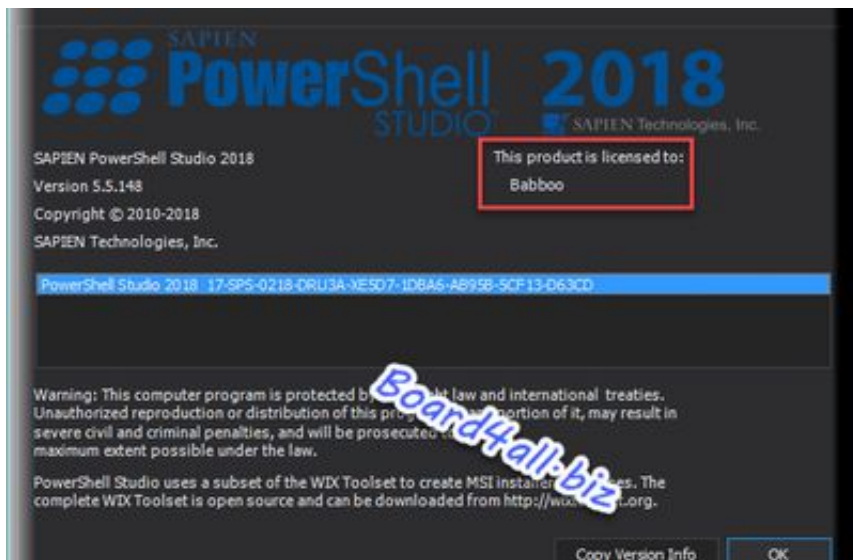 SAPIEN
PowerShell 2018
STUDIO
SAPIEN Technologies, Inc.
SAPIEN PowerShell Studio 2018
This product is licensed to:
Version 5.5.148
Babboo
Copyright © 2010-2018
SAPIEN Technologies, Inc.
PowerShell Studio 2018 17-SPS-0218-DRU3A-XE5D7-1DBA6-AB95B-5CF13-D63CD
Warning: This computer program is protected by law and international treaties.
Unauthorized reproduction or distribution of this portion of it, may result in
severe civil and criminal penalties, and will be prosecuted
maximum extent possible under the law.
PowerShell Studio uses a subset of the WIX Toolset to create MSI The
complete WIX Toolset is open source and can be downloaded from
Board4all.biz
Copy Version Info
OK